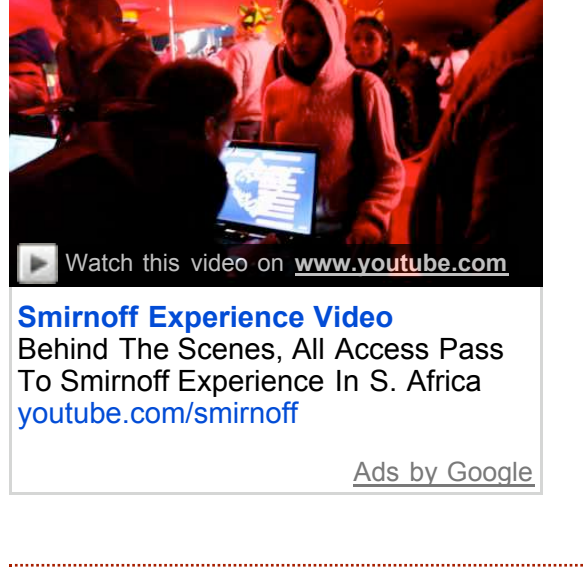 Watch this video on www.youtube.com
Smirnoff Experience Video
Behind The Scenes, All Access Pass
To Smirnoff Experience In S. Africa
youtube.com/smirnoff
Ads by Google